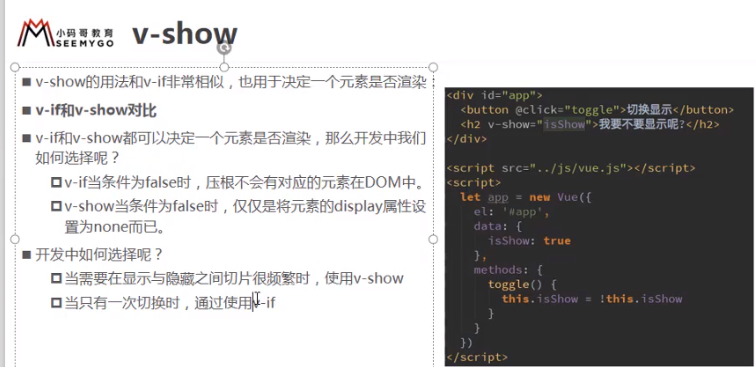 小码哥教育
SEEMYGO
v-show
v-show的用法和v-if非常相似，也用于决定一个元素是否渲染：
v-if和v-show对比
v-if和v-show都可以决定一个元素是否渲染，那么开发中我们
如何选择呢？
v-if当条件为false时，压根不会有对应的元素在DOM中。
v-show当条件为false时，仅仅是将元素的display属性设
置为none而已。
开发中如何选择呢？
当需要在显示与隐藏之间切片很频繁时，使用v-show
当只有一次切换时，通过使用v-if
<div id="app">
  <button @click="toggle">切换显示</button>
  <h2 v-show="isShow">我要不要显示呢?</h2>
</div>
<script src="../js/vue.js"></script>
<script>
  let app = new Vue({
    el: '#app',
    data: {
      isShow: true
    },
    methods: {
      toggle() {
        this.isShow = !this.isShow
      }
    }
  })
</script>